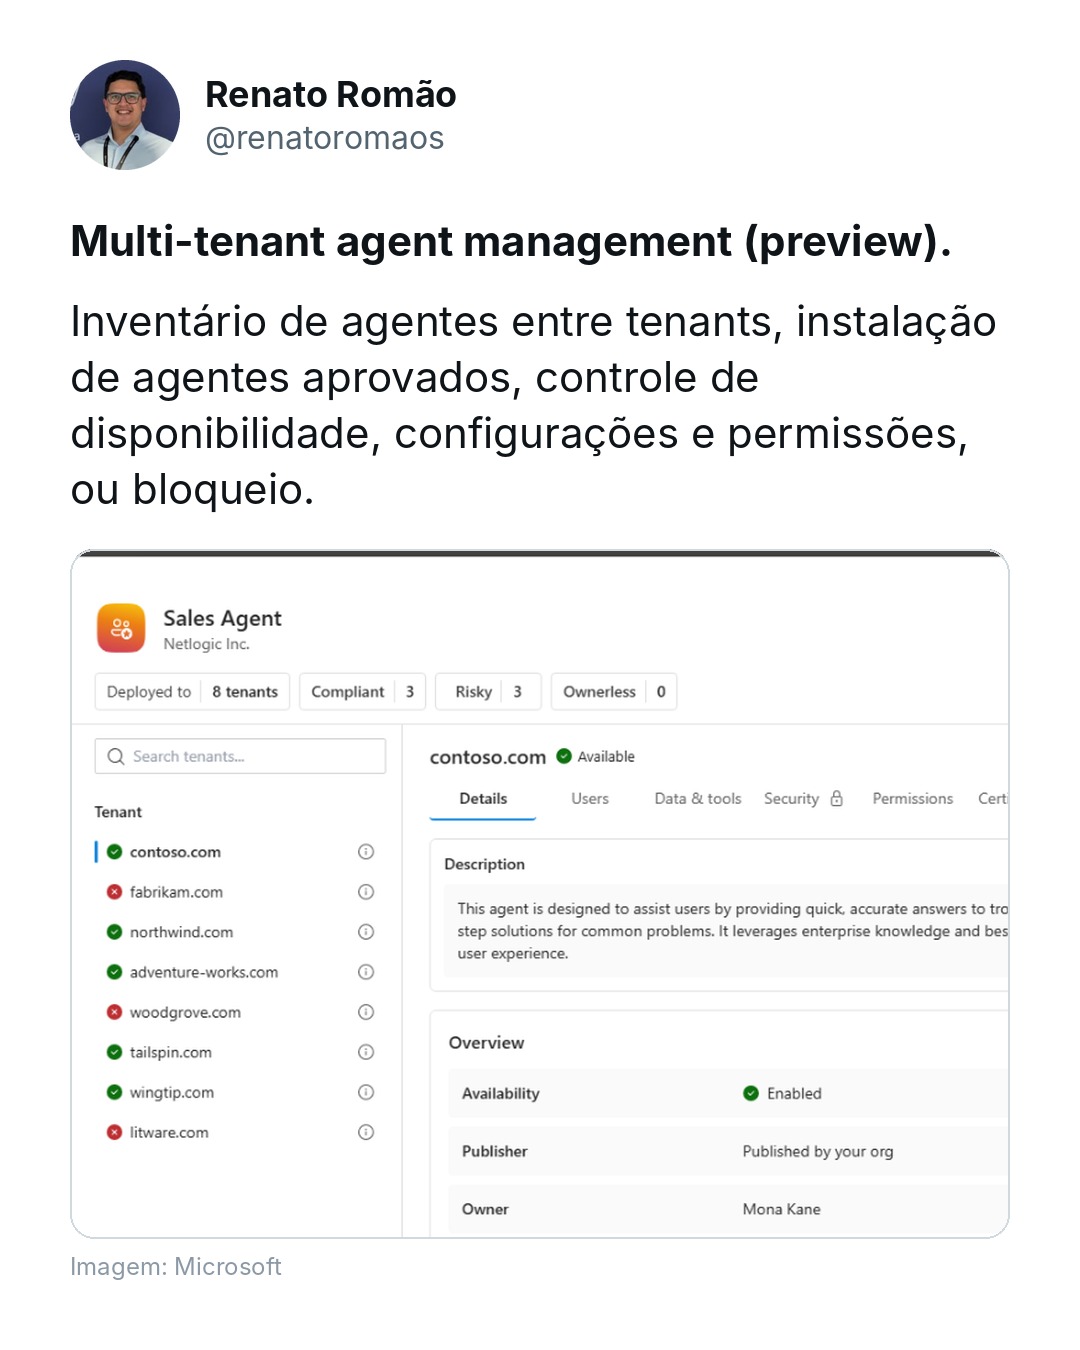 Renato Romão
@renatoromaos
Multi-tenant agent management (preview).
Inventário de agentes entre tenants, instalação
de agentes aprovados, controle de
disponibilidade, configurações e permissões,
ou bloqueio.
Sales Agent
Netlogic Inc.
Deployed to 8 tenants Compliant 3 Risky 3 Ownerless 0
Search tenants...
Tenant
contoso.com
fabrikam.com
northwind.com
adventure-works.com
woodgrove.com
tailspin.com
wingtip.com
litware.com
contoso.com Available
Details Users Data & tools Security Permissions Certi
Description
This agent is designed to assist users by providing quick, accurate answers to tro
step solutions for common problems. It leverages enterprise knowledge and bes
user experience.
Overview
Availability Enabled
Publisher Published by your org
Owner Mona Kane
Imagem: Microsoft